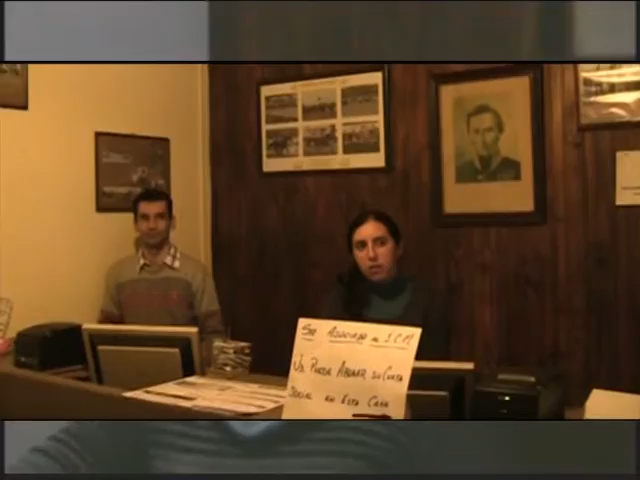 Sr. Asociado al J.C.M.
Ud. Puede Abonar su Cuota
Social en Esta Caja